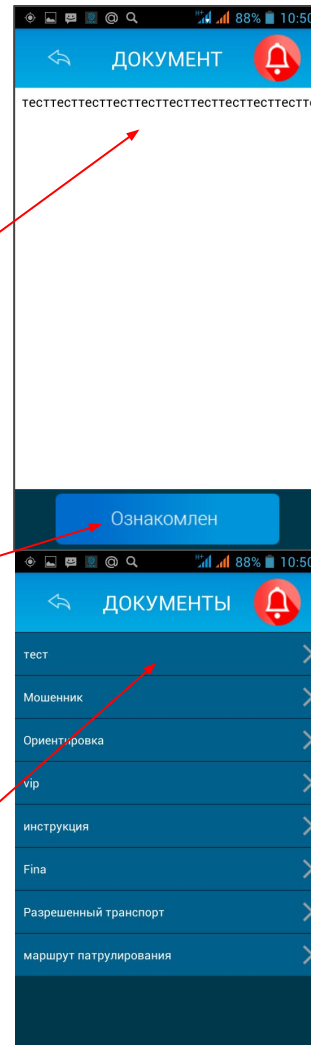 88% 10:50
ДОКУМЕНТ
тесттесттесттесттесттесттесттесттесттестте
Ознакомлен
88% 10:50
ДОКУМЕНТЫ
тест
Мошенник
Ориентировка
vip
инструкция
Fina
Разрешенный транспорт
маршрут патрулирования